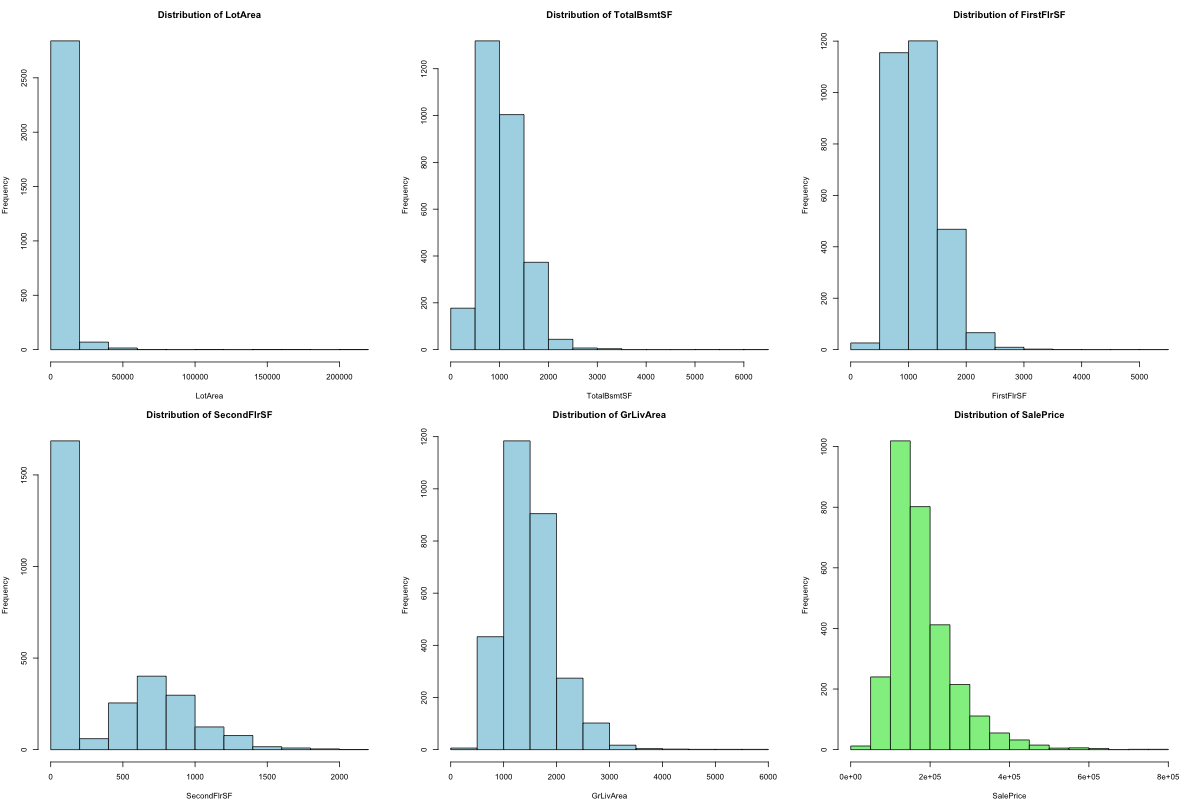 Distribution of LotArea
Frequency
0
500
1000
1500
2000
2500
0 50000 100000 150000 200000
LotArea
Distribution of TotalBsmtSF
Frequency
0
200
400
600
800
1000
1200
0 1000 2000 3000 4000 5000 6000
TotalBsmtSF
Distribution of FirstFlrSF
Frequency
0
200
400
600
800
1000
1200
0 1000 2000 3000 4000 5000
FirstFlrSF
Distribution of SecondFlrSF
Frequency
0
500
1000
1500
0 500 1000 1500 2000
SecondFlrSF
Distribution of GrLivArea
Frequency
0
200
400
600
800
1000
1200
0 1000 2000 3000 4000 5000 6000
GrLivArea
Distribution of SalePrice
Frequency
0
200
400
600
800
1000
0e+00 2e+05 4e+05 6e+05 8e+05
SalePrice